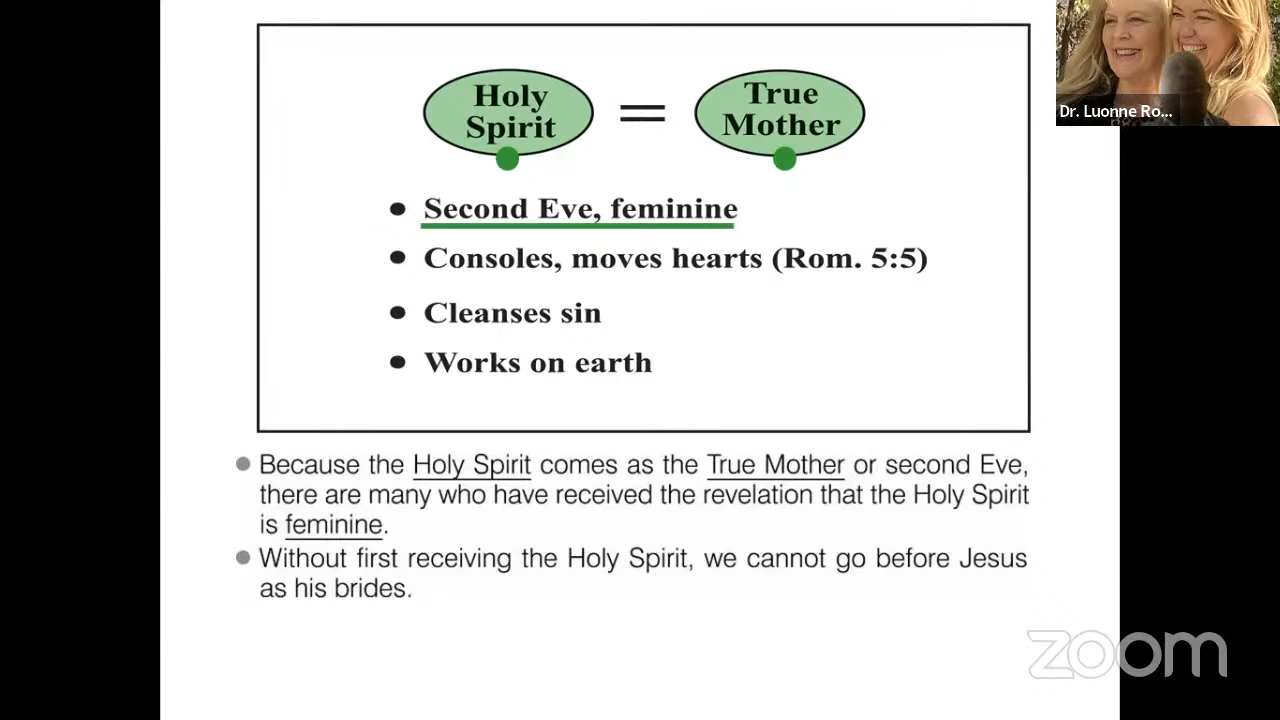 Holy
Spirit
=
True
Mother
• Second Eve, feminine
• Consoles, moves hearts (Rom. 5:5)
• Cleanses sin
• Works on earth
Dr. Luonne Ro...
• Because the Holy Spirit comes as the True Mother or second Eve,
there are many who have received the revelation that the Holy Spirit
is feminine.
• Without first receiving the Holy Spirit, we cannot go before Jesus
as his brides.
zoom